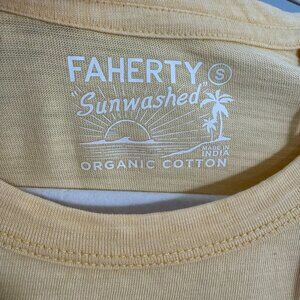 FAHERTY S
"Sunwashed"
MADE IN
INDIA
ORGANIC COTTON